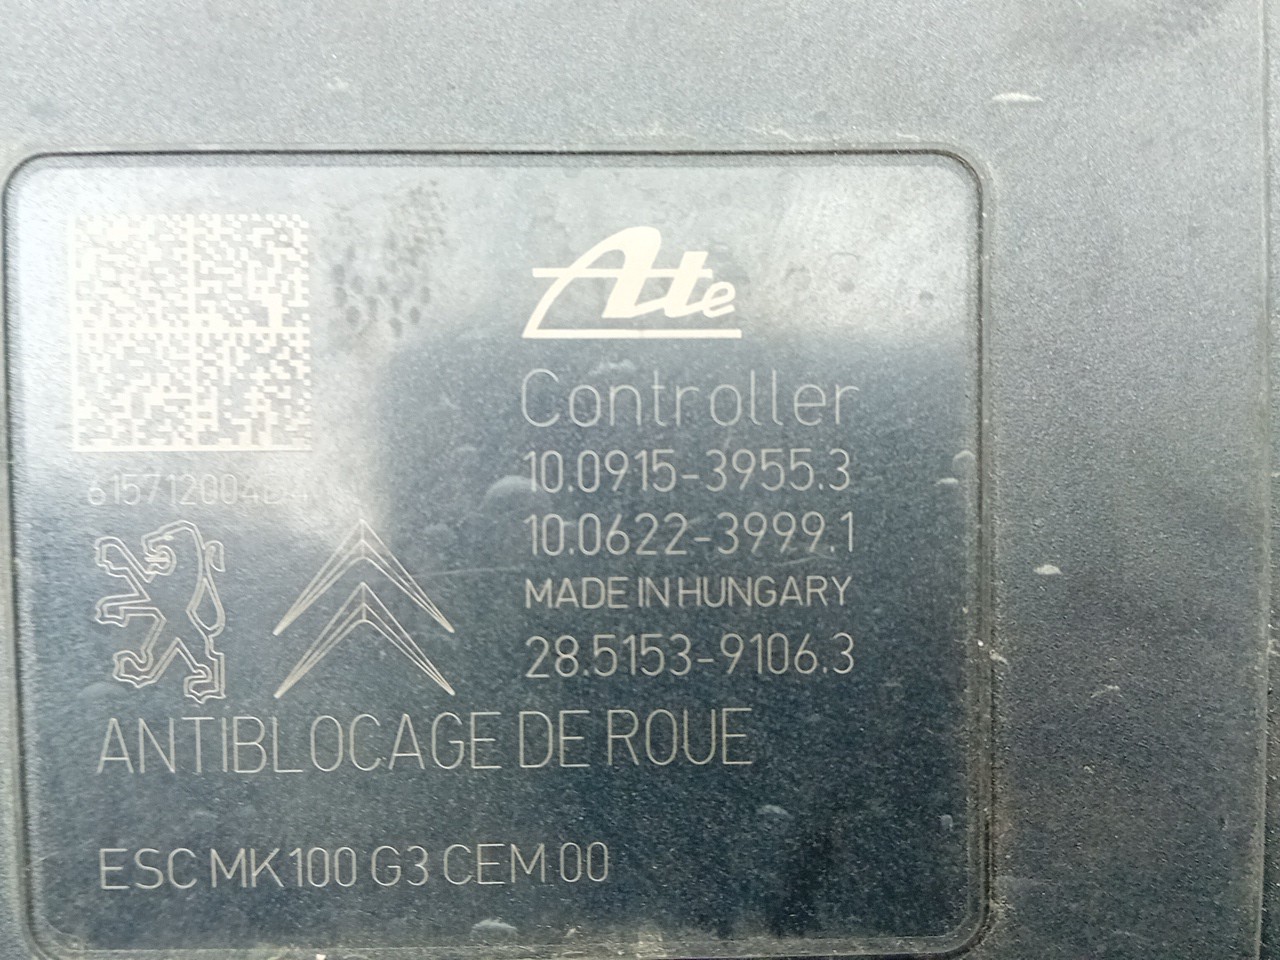 Ate
Controller
10.0915-3955.3
10.0622-3999.1
MADE IN HUNGARY
28.5153-9106.3
ANTIBLOCAGE DE ROUE
ESC MK100 G3 CEM 00